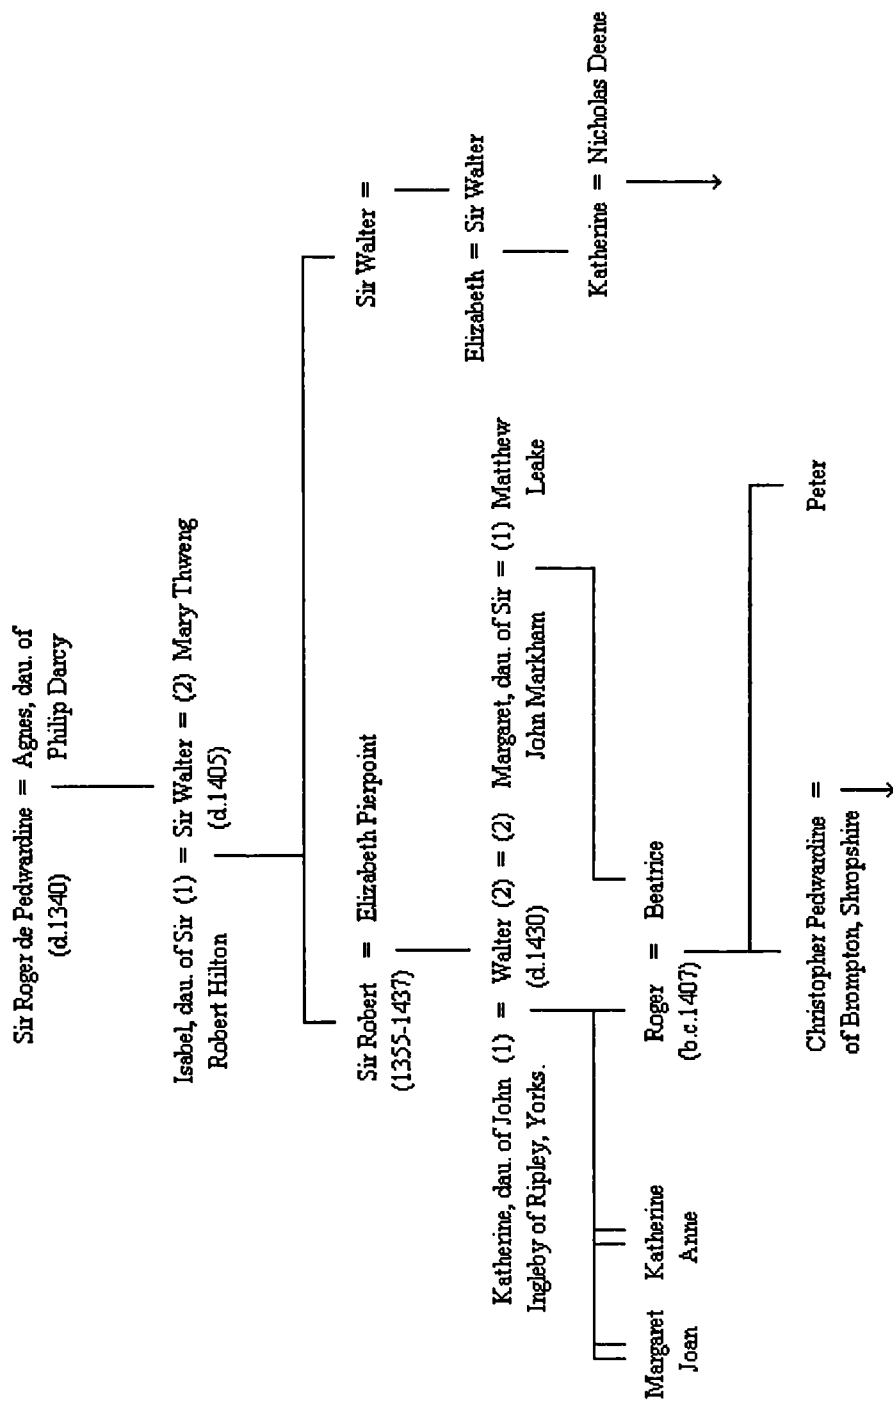 Sir Roger de Pedwardine = Agnes, dau. of
(d.1340) Philip Darcy
Isabel, dau. of Sir (1) = Sir Walter = (2) Mary Thweng
Robert Hilton (d.1405)
Sir Robert = Elizabeth Pierpoint
(1355-1437)
Sir Walter =
Katherine, dau. of John (1) = Walter (2) = (2) Margaret, dau. of Sir = (1) Matthew
Ingleby of Ripley, Yorks. (d.1430) John Markham Leake
Elizabeth = Sir Walter
Margaret Katherine Roger = Beatrice
Joan Anne (b.c.1407)
Katherine = Nicholas Deene
Christopher Pedwardine =
of Brompton, Shropshire
Peter